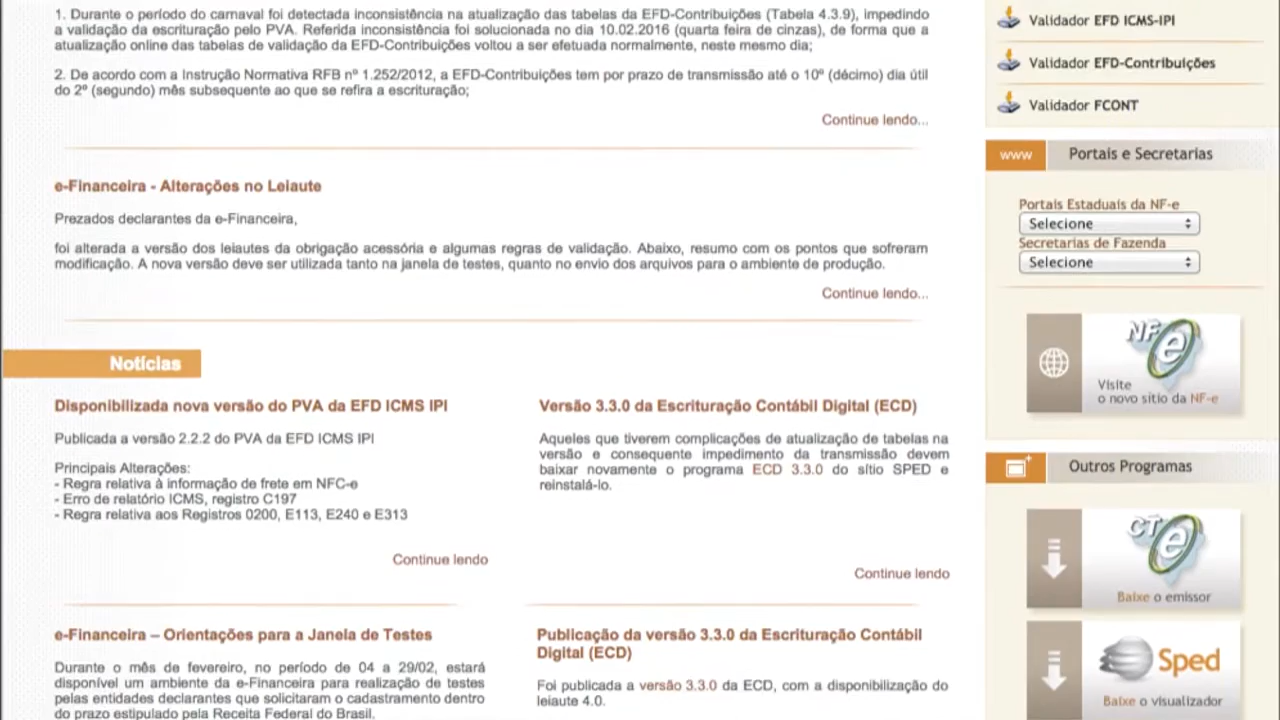 1. Durante o período do carnaval foi detectada inconsistência na atualização das tabelas da EFD-Contribuições (Tabela 4.3.9), impedindo
a validação da escrituração pelo PVA. Referida inconsistência foi solucionada no dia 10.02.2016 (quarta feira de cinzas), de forma que a
atualização online das tabelas de validação da EFD-Contribuições voltou a ser efetuada normalmente, neste mesmo dia;
2. De acordo com a Instrução Normativa RFB nº 1.252/2012, a EFD-Contribuições tem por prazo de transmissão até o 10º (décimo) dia útil
do 2º (segundo) mês subsequente ao que se refira a escrituração;
Continue lendo...
e-Financeira - Alterações no Leiaute
Prezados declarantes da e-Financeira,
foi alterada a versão dos leiautes da obrigação acessória e algumas regras de validação. Abaixo, resumo com os pontos que sofreram
modificação. A nova versão deve ser utilizada tanto na janela de testes, quanto no envio dos arquivos para o ambiente de produção.
Continue lendo...
Notícias
Disponibilizada nova versão do PVA da EFD ICMS IPI
Publicada a versão 2.2.2 do PVA da EFD ICMS IPI
Principais Alterações:
- Regra relativa à informação de frete em NFC-e
- Erro de relatório ICMS, registro C197
- Regra relativa aos Registros 0200, E113, E240 e E313
Continue lendo
Versão 3.3.0 da Escrituração Contábil Digital (ECD)
Aqueles que tiverem complicações de atualização de tabelas na
versão e consequente impedimento da transmissão devem
baixar novamente o programa ECD 3.3.0 do sítio SPED e
reinstalá-lo.
Continue lendo
e-Financeira – Orientações para a Janela de Testes
Durante o mês de fevereiro, no período de 04 a 29/02, estará
disponível um ambiente da e-Financeira para realização de testes
pelas entidades declarantes que solicitaram o cadastramento dentro
do prazo estipulado pela Receita Federal do Brasil.
Publicação da versão 3.3.0 da Escrituração Contábil
Digital (ECD)
Foi publicada a versão 3.3.0 da ECD, com a disponibilização do
leiaute 4.0.
Validador EFD ICMS-IPI
Validador EFD-Contribuições
Validador FCONT
www Portais e Secretarias
Portais Estaduais da NF-e
Selecione
Secretarias de Fazenda
Selecione
NF e
Visite
o novo sítio da NF-e
Outros Programas
CT e
Baixe o emissor
Sped
Baixe o visualizador